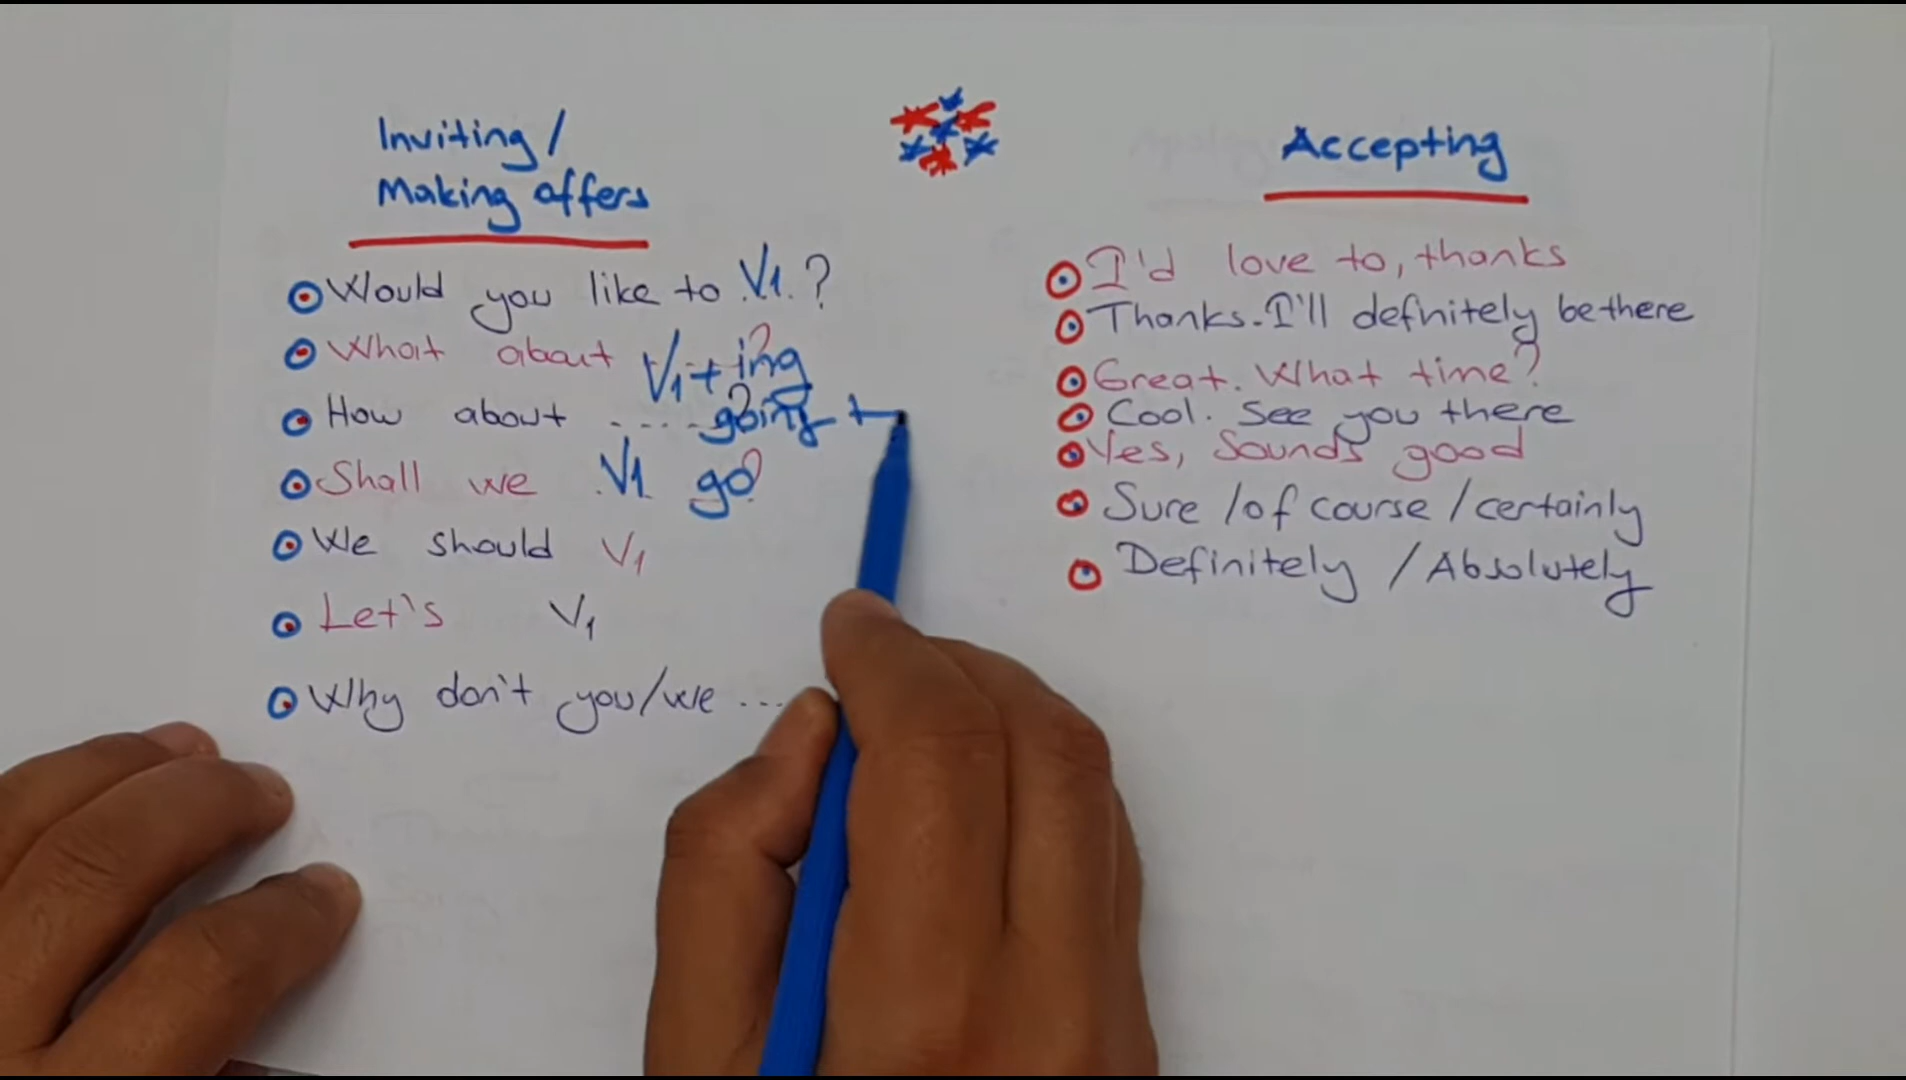 Inviting /
Making offers
Would you like to .V1. ?
What about V1+ing ?
How about ..... going t ?
Shall we .V1 go ?
We should V1
Let's V1
Why don't you/we ...
Accepting
I'd love to, thanks
Thanks. I'll defnitely be there
Great. What time?
Cool. See you there
Yes, Sounds good
Sure /of course /certainly
Definitely / Absolutely